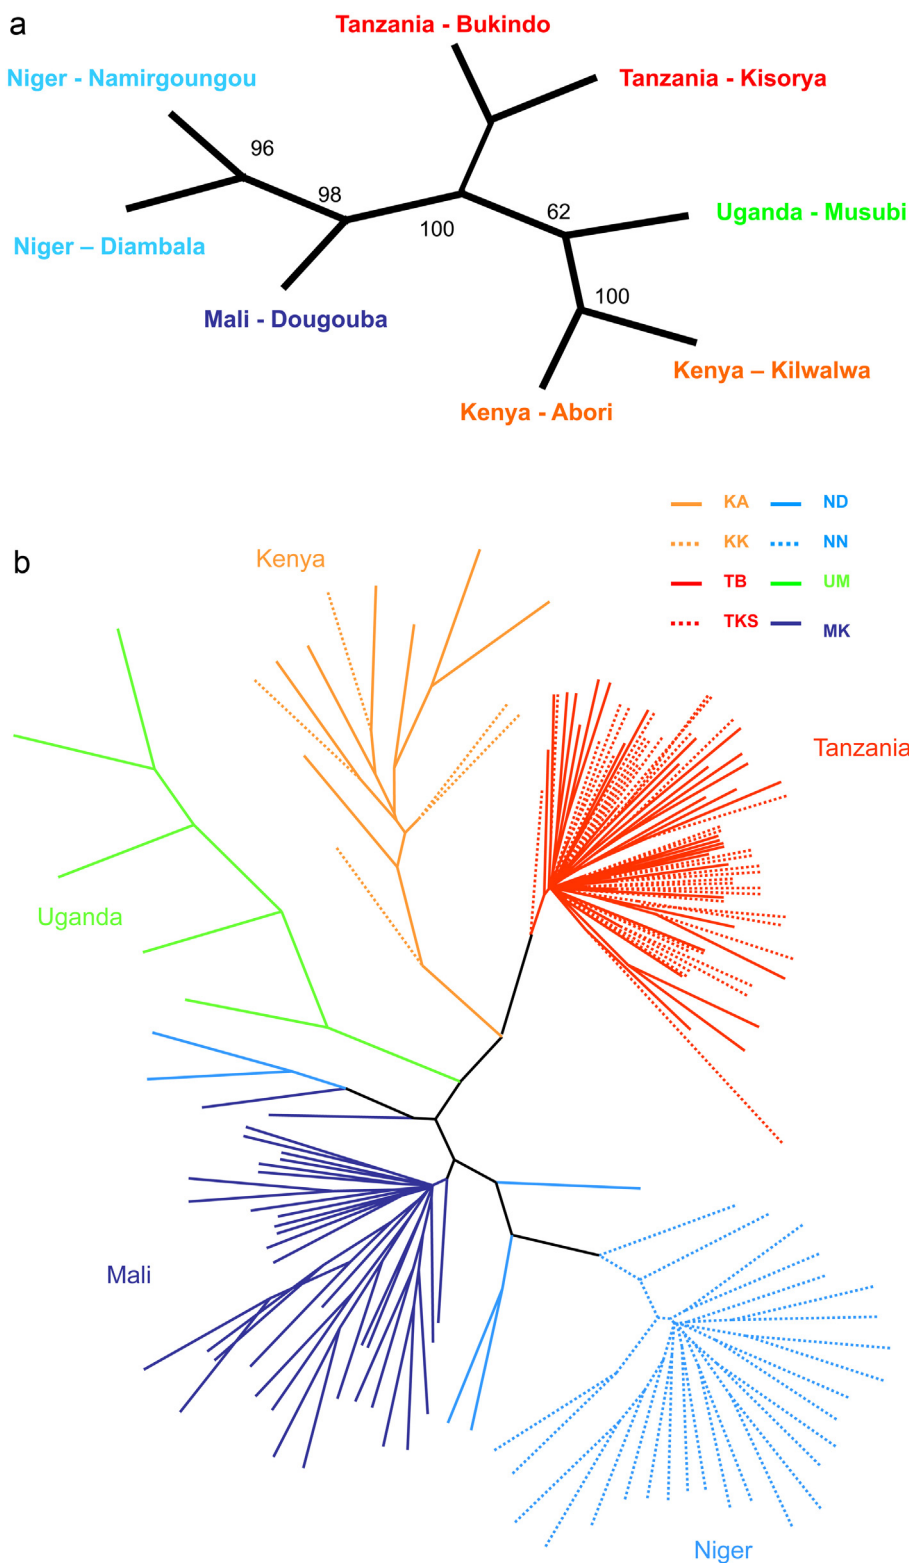 a
Tanzania - Bukindo
Niger - Namirgoungou
Tanzania - Kisorya
96
98
100
62
Uganda - Musubi
Niger – Diambala
Mali - Dougouba
100
Kenya – Kilwalwa
Kenya - Abori
KA ND
KK NN
TB UM
TKS MK
b
Kenya
Tanzania
Uganda
Mali
Niger